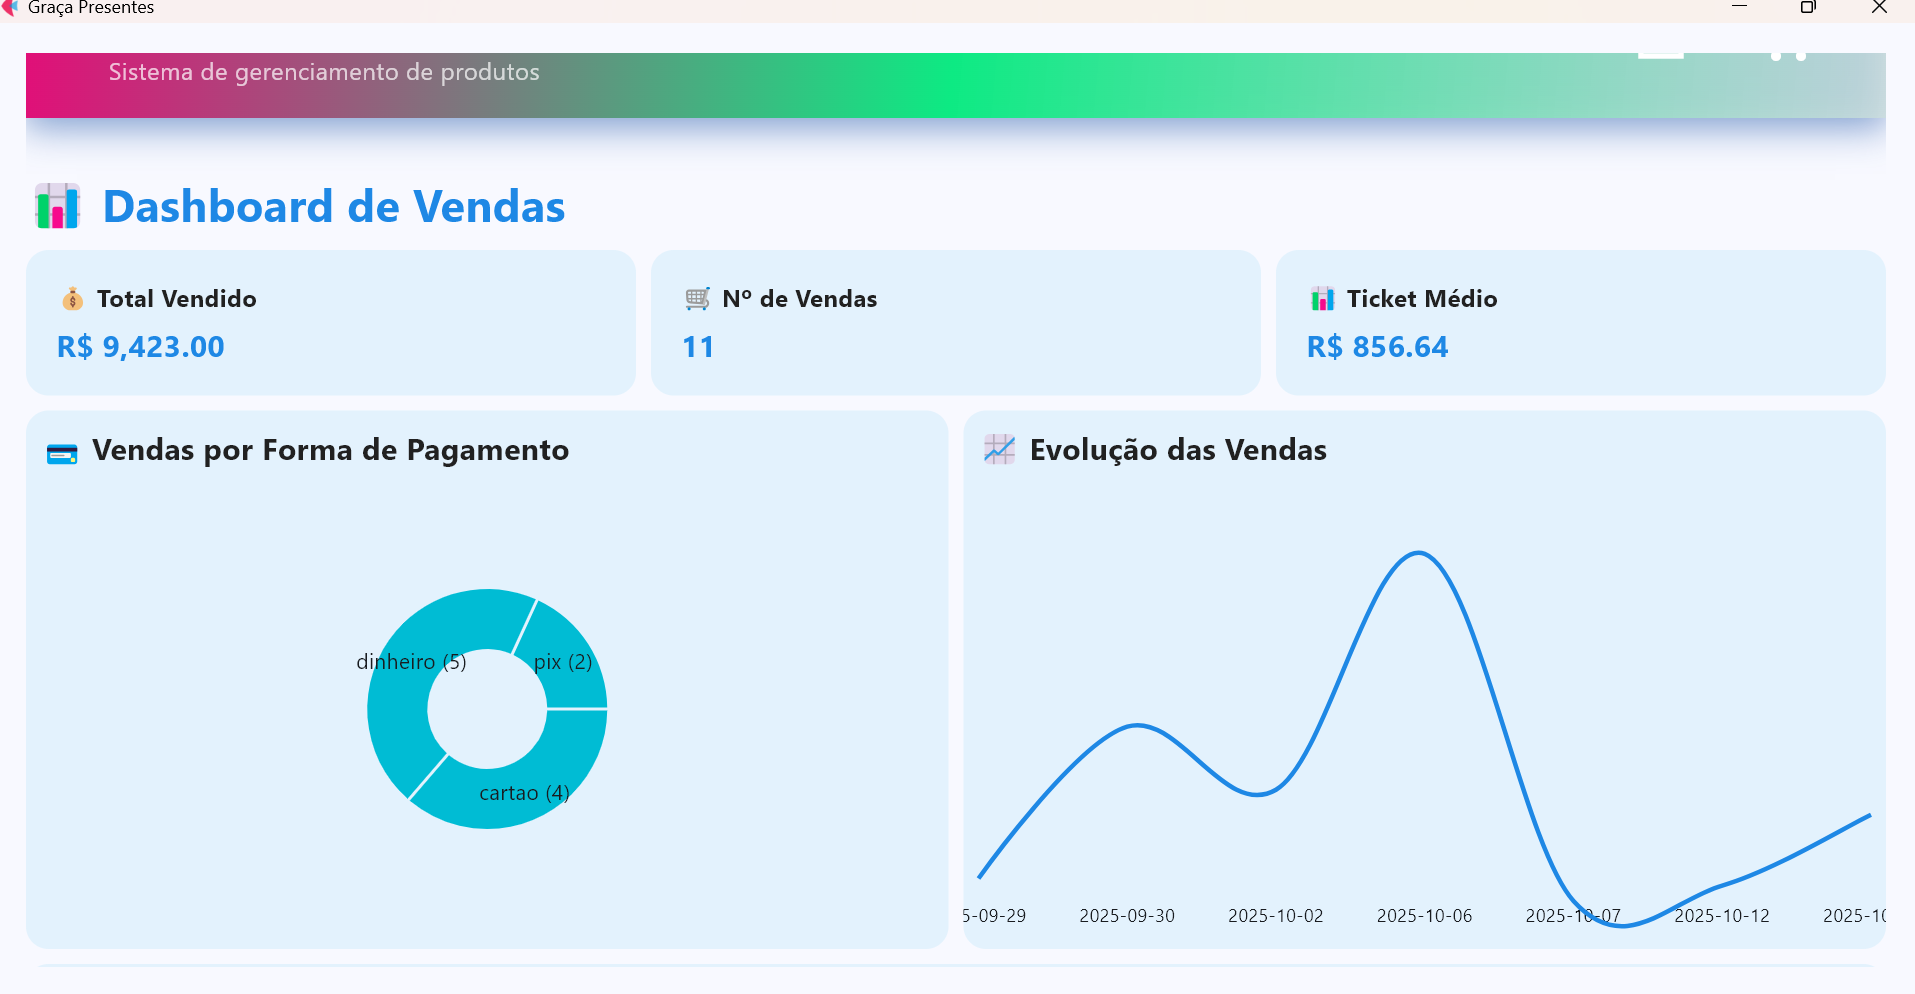 Graça Presentes
Sistema de gerenciamento de produtos
Dashboard de Vendas
Total Vendido
R$ 9,423.00
Nº de Vendas
11
Ticket Médio
R$ 856.64
Vendas por Forma de Pagamento
dinheiro (5)
pix (2)
cartao (4)
Evolução das Vendas
5-09-29 2025-09-30 2025-10-02 2025-10-06 2025-10-07 2025-10-12 2025-10